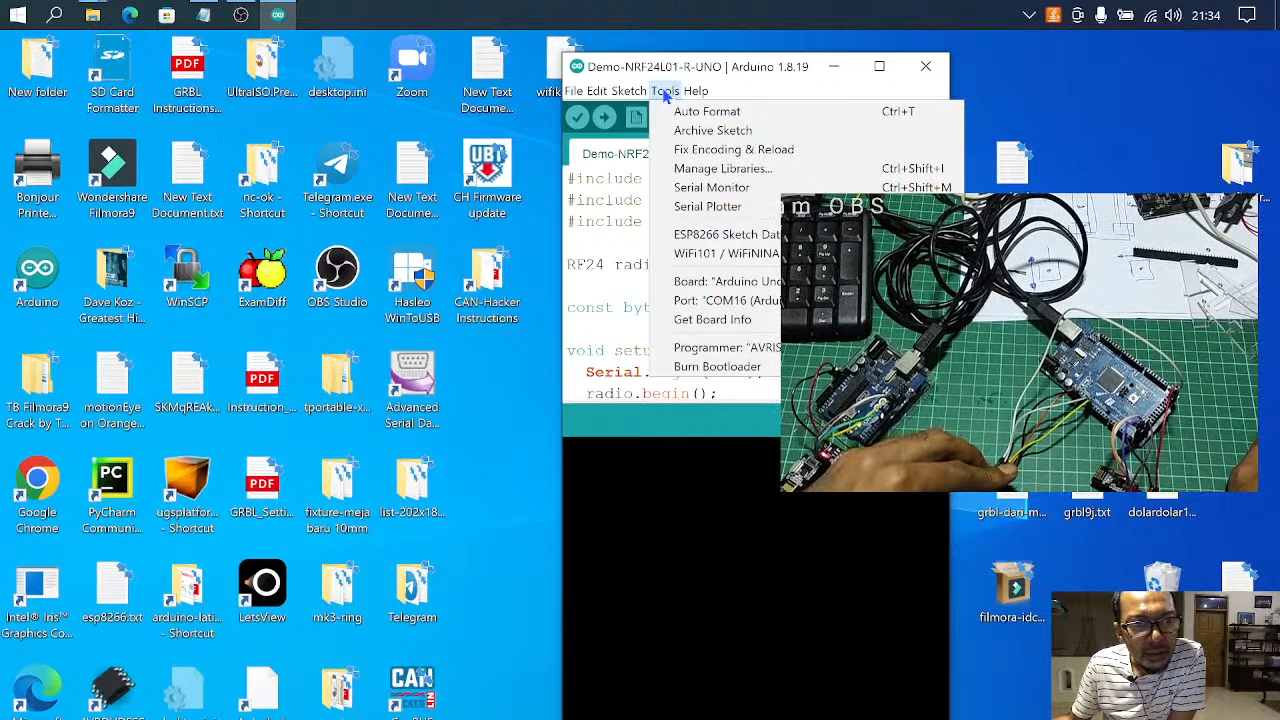 21:34
New folder
SD Card
Formatter
GRBL
Instructions...
UltraISO.Pre...
desktop.ini
Zoom
New Text
Docume...
wifik
Bonjour
Printe...
Wondershare
Filmora9
New Text
Document.txt
nc-ok -
Shortcut
Telegram.exe
- Shortcut
New Text
Docume...
CH Firmware
update
Arduino
Dave Koz -
Greatest Hi...
WinSCP
ExamDiff
OBS Studio
Hasleo
WinToUSB
CAN-Hacker
Instructions
TB Filmora9
Crack by T...
motionEye
on Orange...
SKMqREAk...
Instruction_...
tportable-x...
Advanced
Serial Da...
Google
Chrome
PyCharm
Communi...
ugsplatfor...
- Shortcut
GRBL_Setti...
fixture-meja
baru 10mm
list-202x18...
Intel® Iris™
Graphics Co...
esp8266.txt
arduino-lati...
- Shortcut
LetsView
mk3-ring
Telegram
Demo-NRF24L01-R-UNO | Arduino 1.8.19
File Edit Sketch Tools Help
Demo-NRF2
#include
#include
#include
RF24 radi
const byt
void setu
Serial.
radio.begin();
Auto Format Ctrl+T
Archive Sketch
Fix Encoding & Reload
Manage Libraries... Ctrl+Shift+I
Serial Monitor Ctrl+Shift+M
Serial Plotter
ESP8266 Sketch Dat
WiFi101 / WiFiNINA
Board: "Arduino Uno
Port: "COM16 (Ardu
Get Board Info
Programmer: "AVRIS
Burn Bootloader
m OBS
grbl-dari-m...
grbl9j.txt
dolardolar1...
filmora-idc...